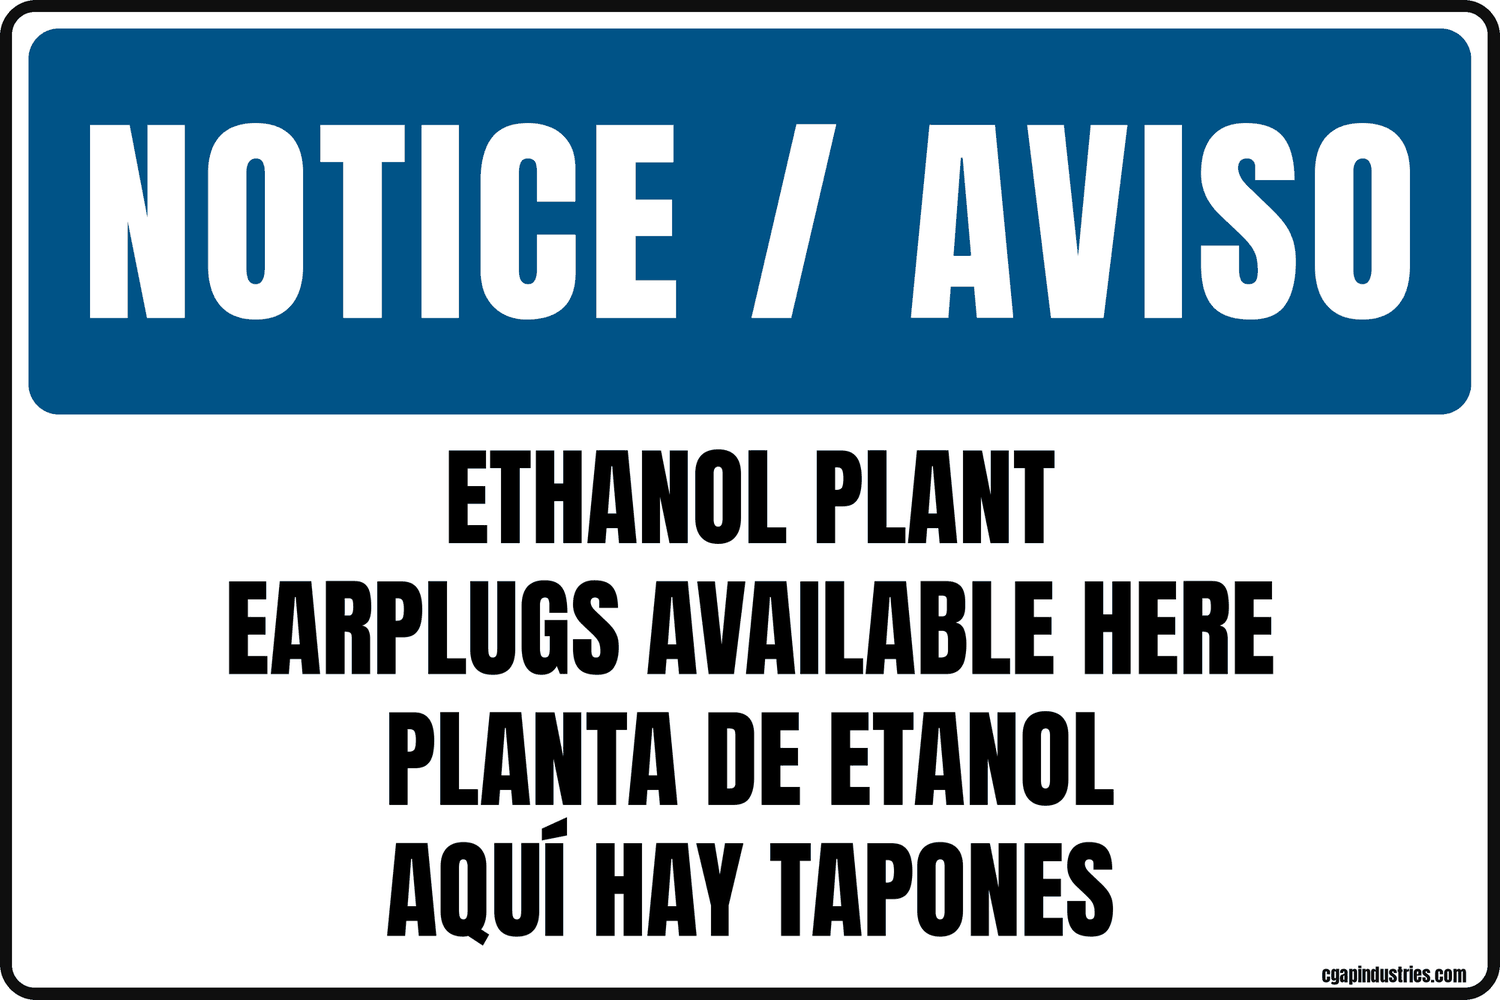 NOTICE / AVISO
ETHANOL PLANT
EARPLUGS AVAILABLE HERE
PLANTA DE ETANOL
AQUÍ HAY TAPONES
cgapindustries.com